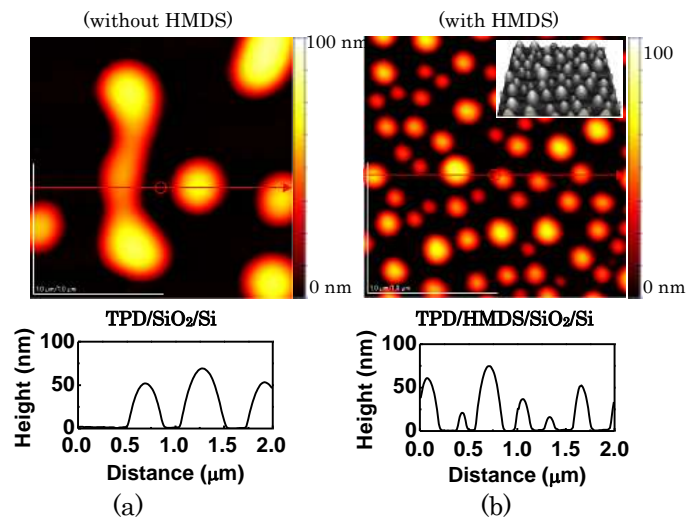 (without HMDS)
100 nm
0 nm
TPD/SiO₂/Si
Height (nm)
100
50
0
0.0 0.5 1.0 1.5 2.0
Distance (μm)
(a)
(with HMDS)
100
0 nm
TPD/HMDS/SiO₂/Si
Height (nm)
100
50
0
0.0 0.5 1.0 1.5 2.0
Distance (μm)
(b)